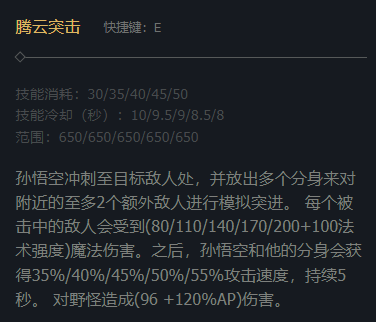 腾云突击 快捷键：E
技能消耗：30/35/40/45/50
技能冷却（秒）：10/9.5/9/8.5/8
范围：650/650/650/650/650
孙悟空冲刺至目标敌人处，并放出多个分身来对
附近的至多2个额外敌人进行模拟突进。 每个被
击中的敌人会受到(80/110/140/170/200+100法
术强度)魔法伤害。之后，孙悟空和他的分身会获
得35%/40%/45%/50%/55%攻击速度，持续5
秒。 对野怪造成(96 +120%AP)伤害。